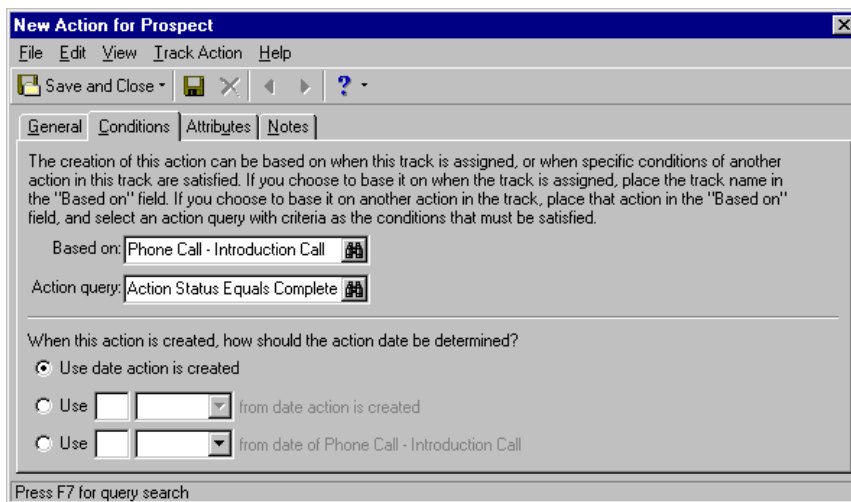 New Action for Prospect
File Edit View Track Action Help
Save and Close ?
General Conditions Attributes Notes
The creation of this action can be based on when this track is assigned, or when specific conditions of another
action in this track are satisfied. If you choose to base it on when the track is assigned, place the track name in
the "Based on" field. If you choose to base it on another action in the track, place that action in the "Based on"
field, and select an action query with criteria as the conditions that must be satisfied.
Based on: Phone Call - Introduction Call
Action query: Action Status Equals Complete
When this action is created, how should the action date be determined?
Use date action is created
Use from date action is created
Use from date of Phone Call - Introduction Call
Press F7 for query search